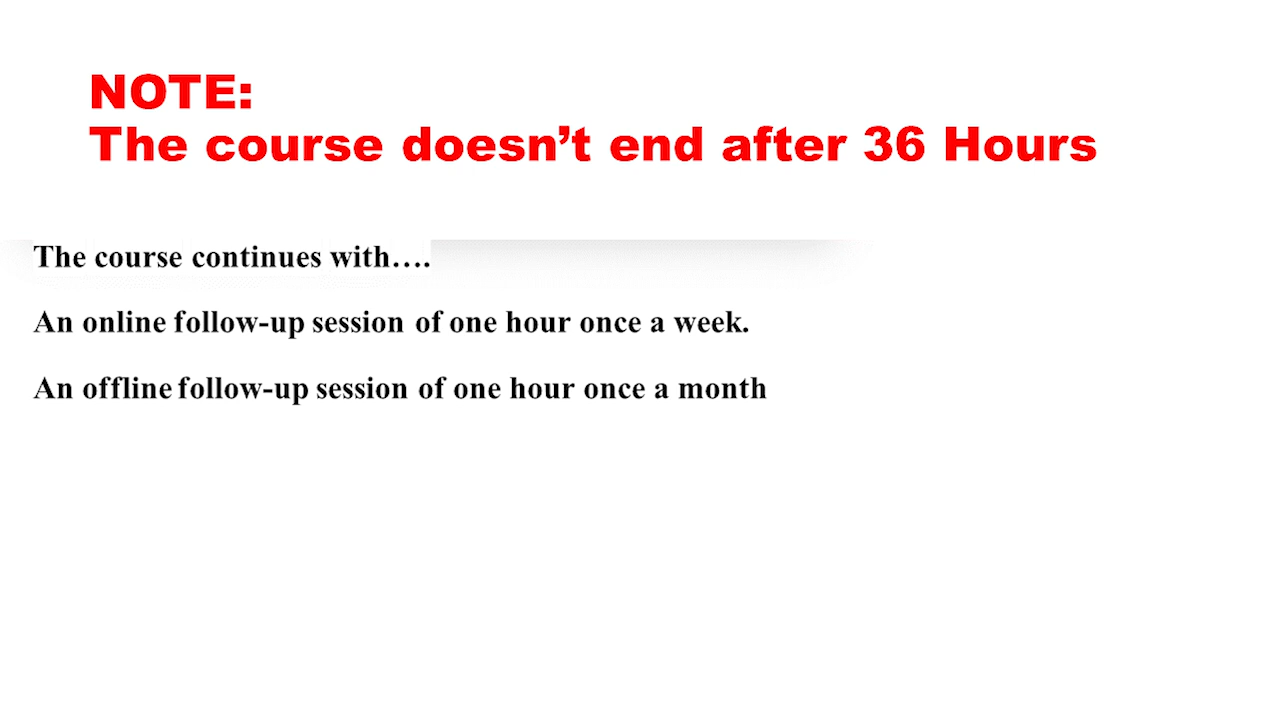 NOTE:
The course doesn’t end after 36 Hours
The course continues with….
An online follow-up session of one hour once a week.
An offline follow-up session of one hour once a month